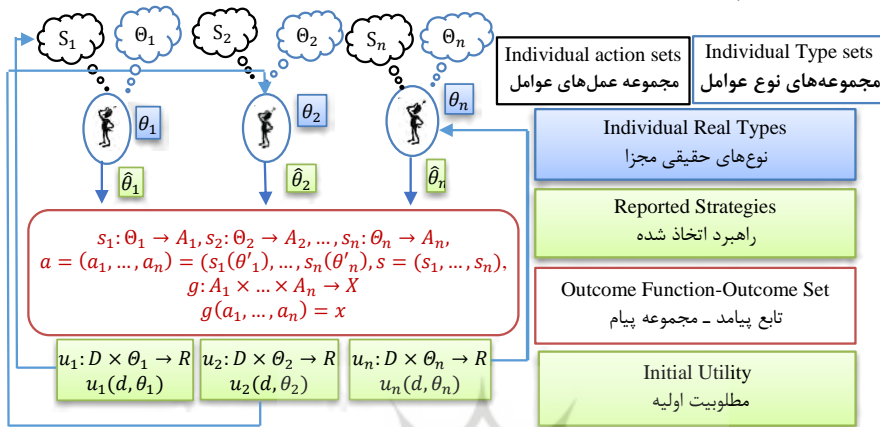 S₁ Θ₁ S₂ Θ₂ Sₙ Θₙ
Individual action sets
مجموعه عمل‌های عوامل
Individual Type sets
مجموعه‌های نوع عوامل
θ₁ θ₂ θₙ
Individual Real Types
نوع‌های حقیقی مجزا
θ̂₁ θ̂₂ θ̂ₙ
Reported Strategies
راهبرد اتخاذ شده
s₁: Θ₁ → A₁, s₂: Θ₂ → A₂, ..., sₙ: Θₙ → Aₙ,
a = (a₁, ..., aₙ) = (s₁(θ'₁), ..., sₙ(θ'ₙ), s = (s₁, ..., sₙ),
g: A₁ × ... × Aₙ → X
g(a₁, ..., aₙ) = x
Outcome Function-Outcome Set
تابع پیامد ـ مجموعه پیام
u₁: D × Θ₁ → R
u₁(d, θ₁)
u₂: D × Θ₂ → R
u₂(d, θ₂)
uₙ: D × Θₙ → R
uₙ(d, θₙ)
Initial Utility
مطلوبیت اولیه